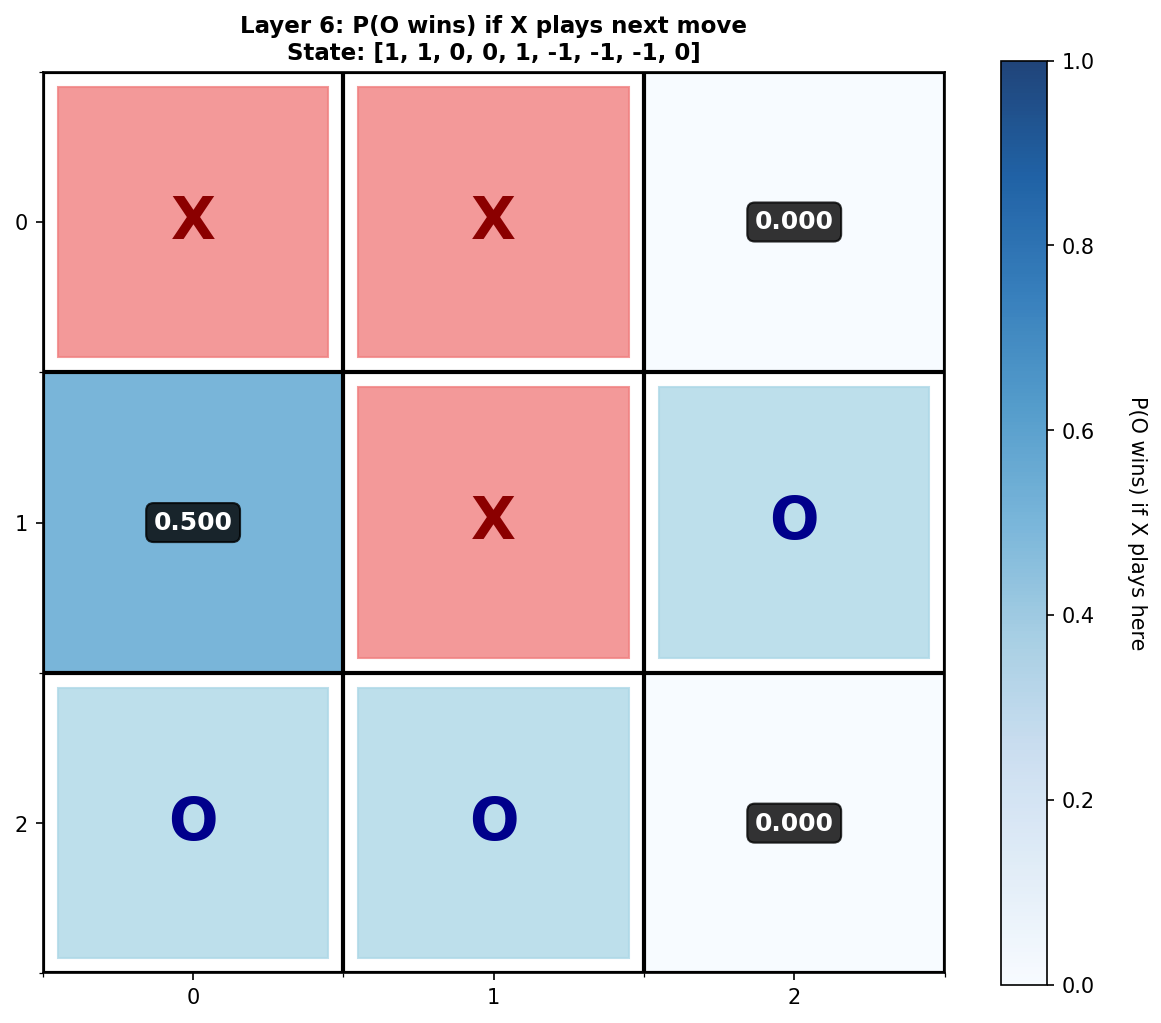 Layer 6: P(O wins) if X plays next move
State: [1, 1, 0, 0, 1, -1, -1, -1, 0]
0
X
X
0.000
1
0.500
X
O
2
O
O
0.000
0
1
2
1.0
0.8
0.6
0.4
0.2
0.0
P(O wins) if X plays here